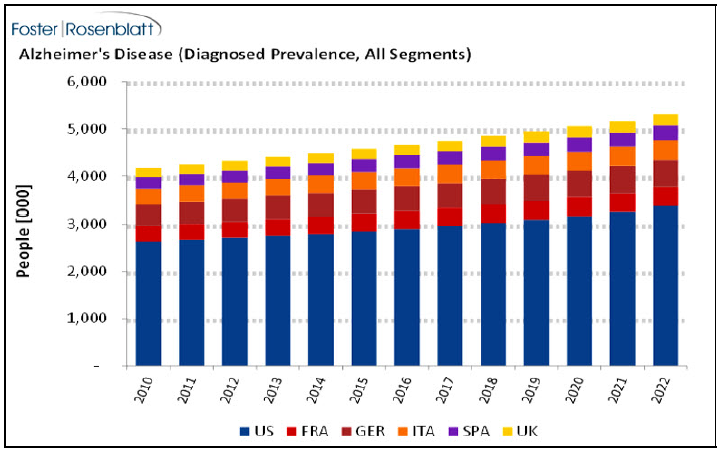 Foster|Rosenblatt
Alzheimer's Disease (Diagnosed Prevalence, All Segments)
6,000
5,000
4,000
3,000
2,000
1,000
-
People [000]
2010 2011 2012 2013 2014 2015 2016 2017 2018 2019 2020 2021 2022
US FRA GER ITA SPA UK